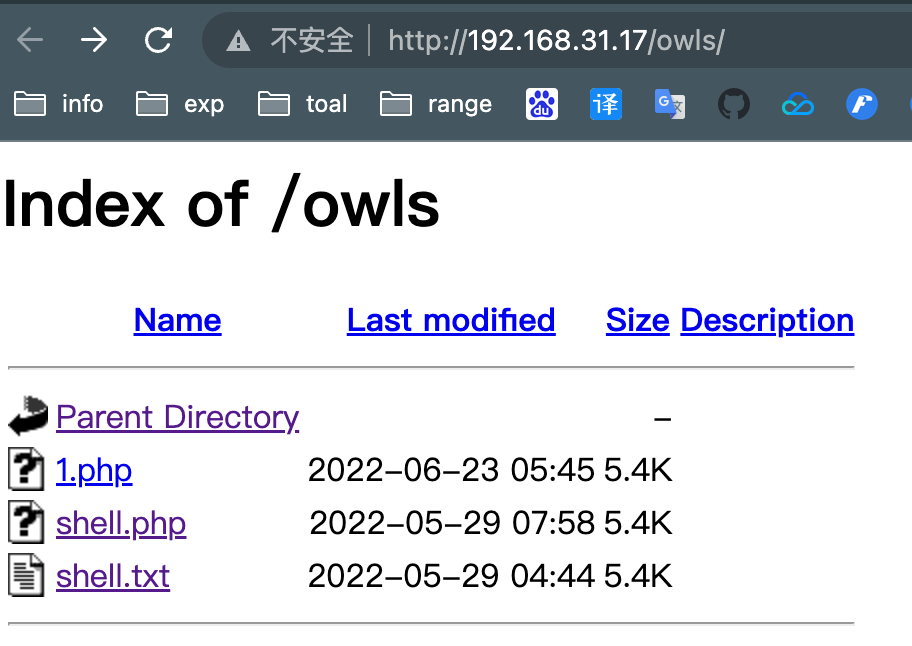 不安全 | http://192.168.31.17/owls/
info exp toal range du 译 G 文
Index of /owls
Name Last modified Size Description
Parent Directory –
1.php 2022–06–23 05:45 5.4K
shell.php 2022–05–29 07:58 5.4K
shell.txt 2022–05–29 04:44 5.4K